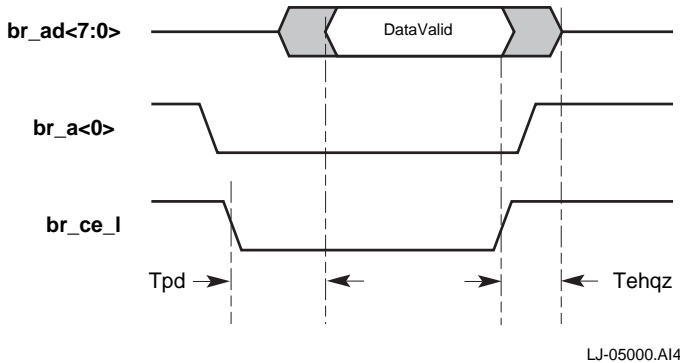 br_ad<7:0>
DataValid
br_a<0>
br_ce_l
Tpd
Tehqz
LJ-05000.AI4